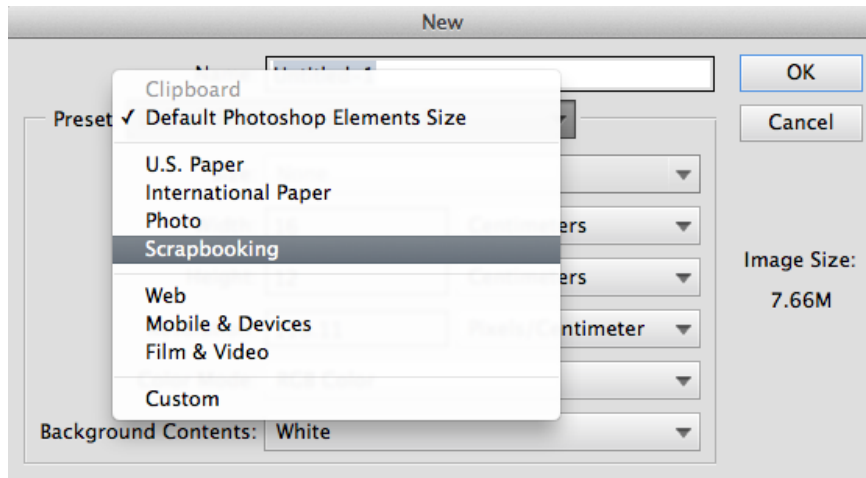 New
OK
Clipboard
Preset ✓ Default Photoshop Elements Size
Cancel
U.S. Paper
International Paper
Photo
Scrapbooking
Image Size:
7.66M
Web
Mobile & Devices
Film & Video
Custom
Background Contents: White